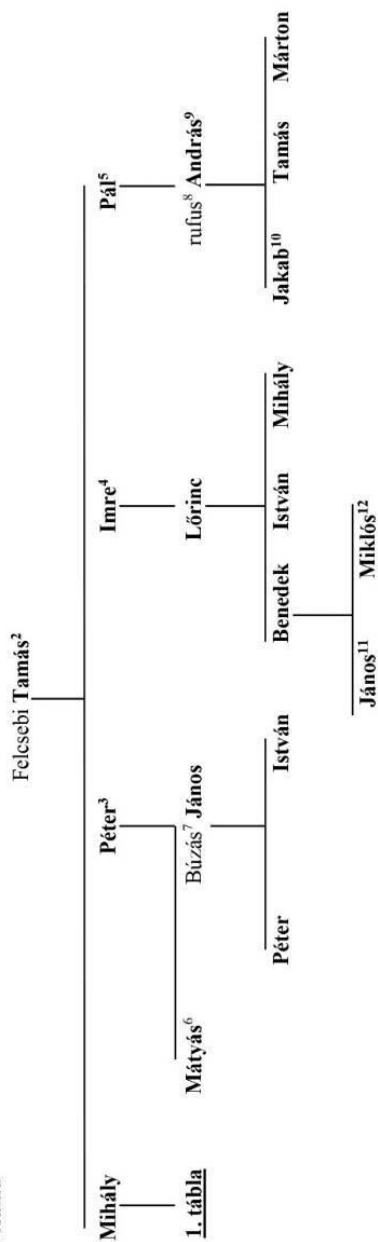 Felcsebi Tamás²
Mihály Péter³ Imre⁴ Pál⁵
1. tábla Mátyás⁶ Búzás⁷ János Lőrinc rufus⁸ András⁹
Péter István Benedek István Mihály Jakab¹⁰ Tamás Márton
János¹¹ Miklós¹²